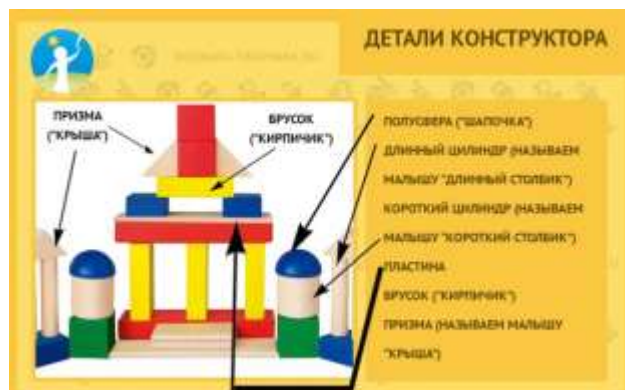 ДЕТАЛИ КОНСТРУКТОРА
ПРИЗМА
("КРЫША")
БРУСОК
("КИРПИЧИК")
ПОЛУСФЕРА ("ШАПОЧКА")
ДЛИННЫЙ ЦИЛИНДР (НАЗЫВАЕМ
МАЛЫШУ "ДЛИННЫЙ СТОЛБИК")
КОРОТКИЙ ЦИЛИНДР (НАЗЫВАЕМ
МАЛЫШУ "КОРОТКИЙ СТОЛБИК")
ПЛАСТИНА
БРУСОК ("КИРПИЧИК")
ПРИЗМА (НАЗЫВАЕМ МАЛЫШУ
"КРЫША")